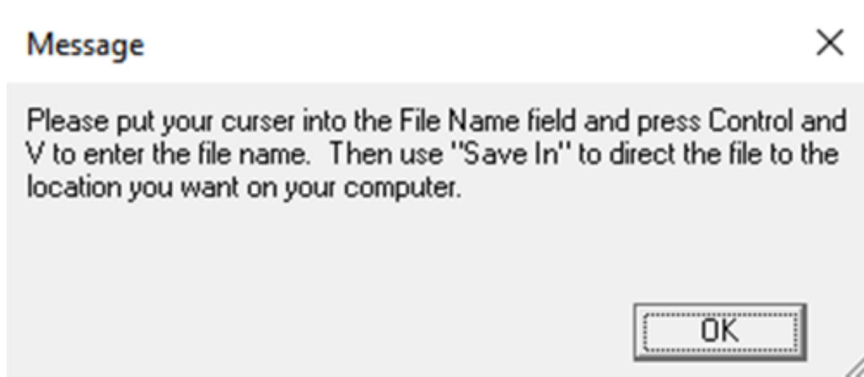 Message
Please put your curser into the File Name field and press Control and
V to enter the file name.  Then use "Save In" to direct the file to the
location you want on your computer.
OK